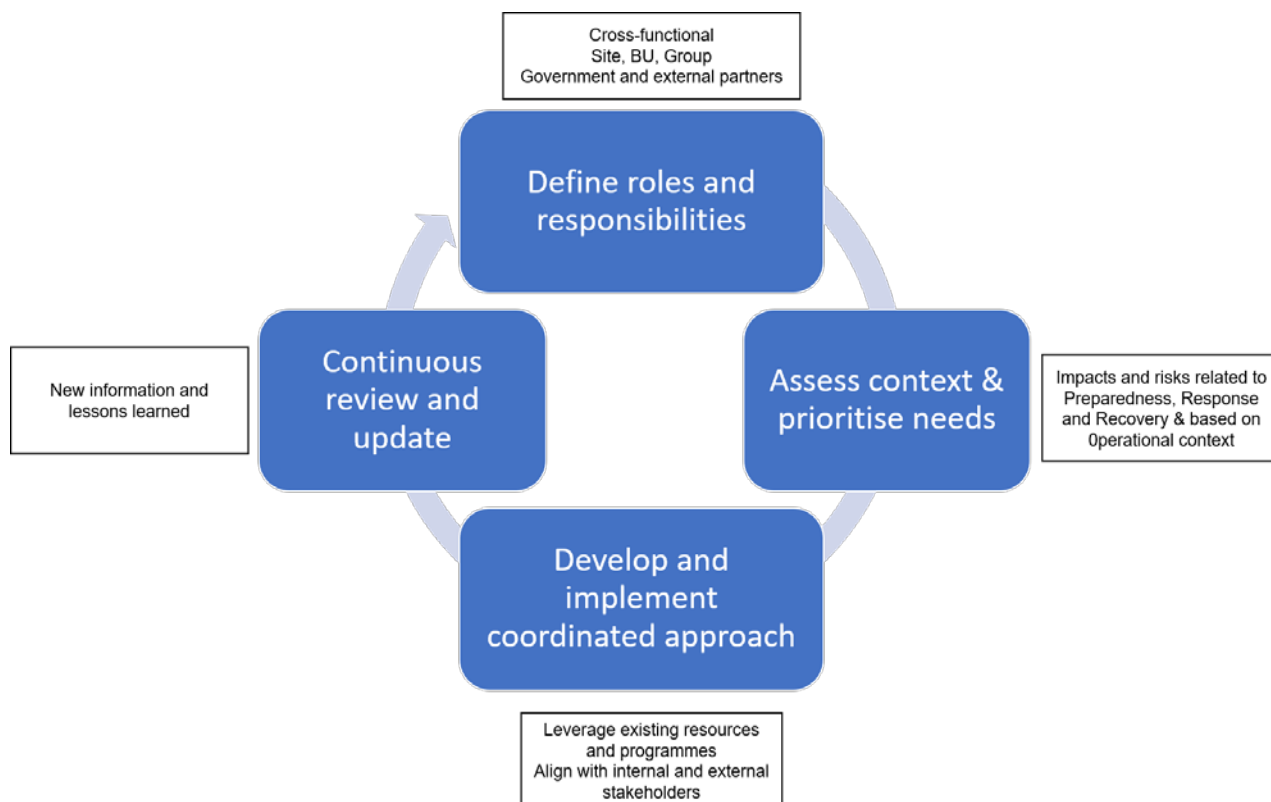 Cross-functional
Site, BU, Group
Government and external partners
Define roles and
responsibilities
Continuous
review and
update
New information and
lessons learned
Assess context &
prioritise needs
Impacts and risks related to
Preparedness, Response
and Recovery & based on
0perational context
Develop and
implement
coordinated approach
Leverage existing resources
and programmes
Align with internal and external
stakeholders